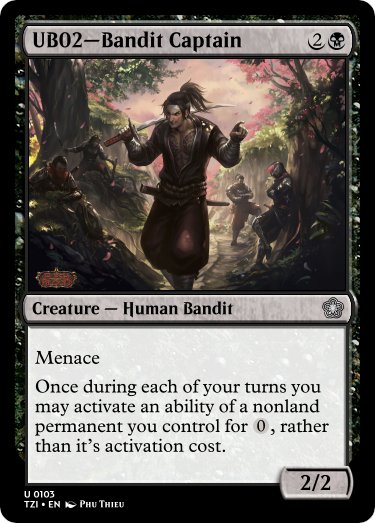 UB02—Bandit Captain 2
Creature — Human Bandit
Menace
Once during each of your turns you
may activate an ability of a nonland
permanent you control for 0, rather
than it's activation cost.
2/2
U 0103
TZI • EN Phu Thieu